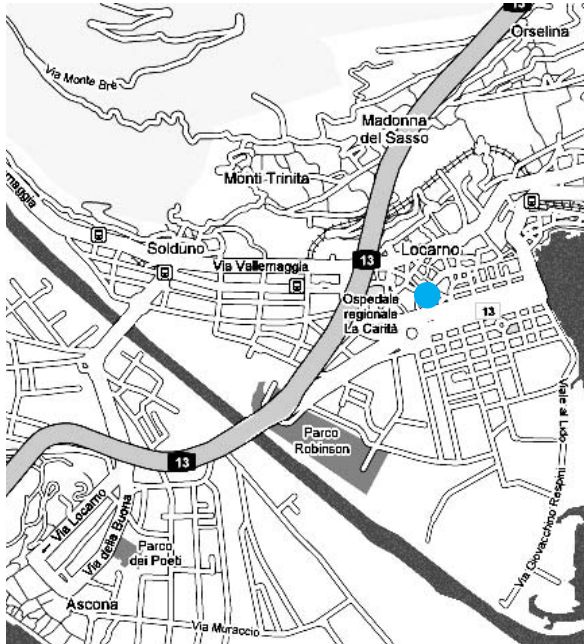 13
Orselina
Via Monte Brè
Madonna
del Sasso
Monti Trinita
Solduno
Locarno
Via Vallemaggia
13
Ospedale
regionale
La Carità
13
Parco
Robinson
13
Via Locarno
Via delle Buona
Parco
dei Poeti
Ascona
Via Muraccio
Via Giovacchino Respini
Viale al Lido